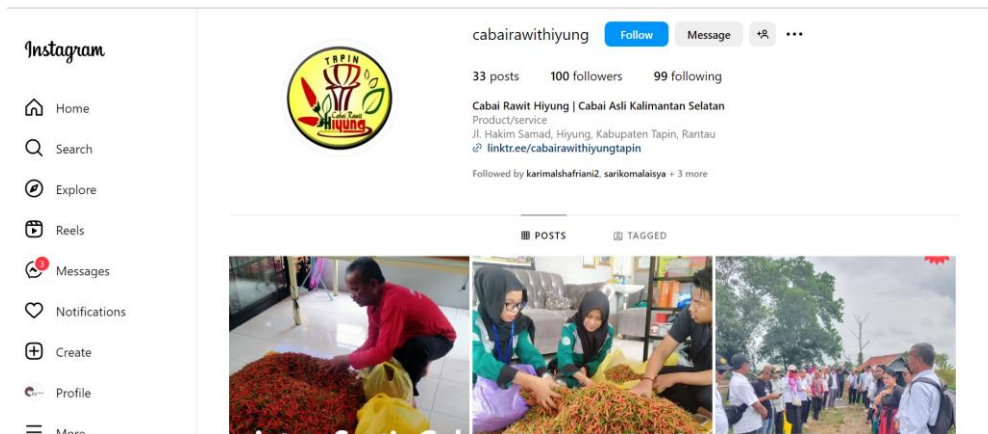 Instagram
Home
Search
Explore
Reels
3
Messages
Notifications
Create
Profile
More
TAPIN
Cabai Rawit
Hiyung
cabairawithiyung Follow Message
33 posts 100 followers 99 following
Cabai Rawit Hiyung | Cabai Asli Kalimantan Selatan
Product/service
Jl. Hakim Samad, Hiyung, Kabupaten Tapin, Rantau
linktr.ee/cabairawithiyungtapin
Followed by karimalshafriani2, sarikomalaisya + 3 more
POSTS TAGGED